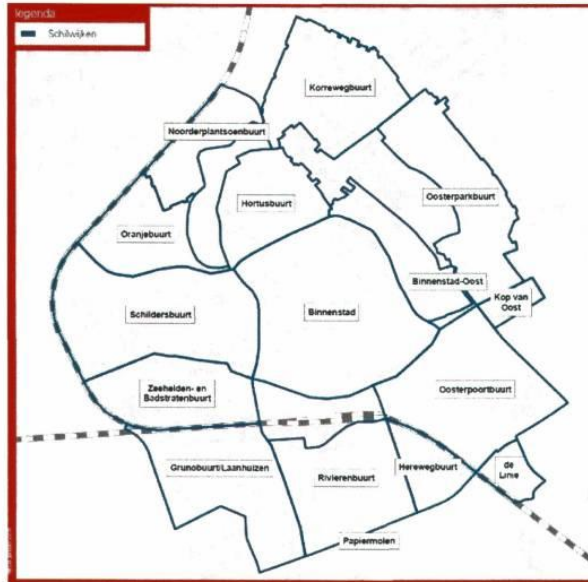 legenda
Schilwijken
Korrewegbuurt
Noorderplantsoenbuurt
Hortusbuurt
Oosterparkbuurt
Oranjebuurt
Binnenstad-Oost
Kop van
Oost
Schildersbuurt
Binnenstad
Zeehelden- en
Badstratenbuurt
Oosterpoortbuurt
Grunobuurt/Laanhuizen
Rivierenbuurt
Herewegbuurt
de
Linie
Papiermolen